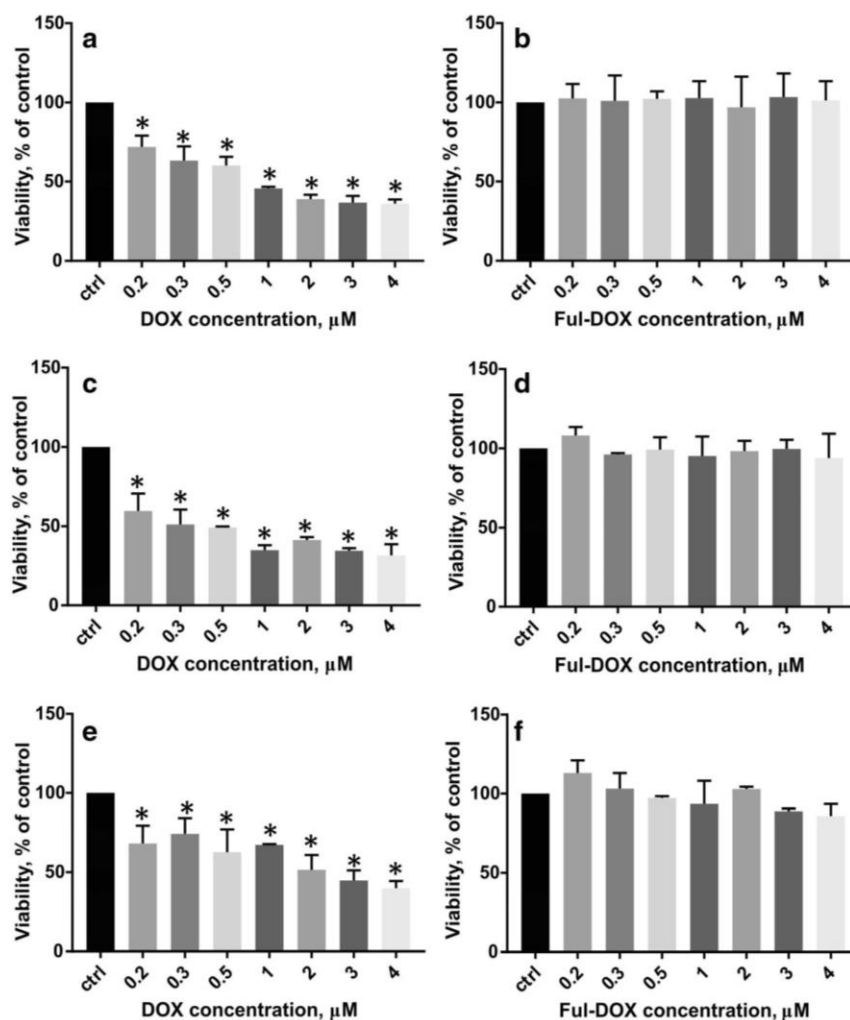 a
Viability, % of control
150
100
50
0
* * * * * * *
ctrl 0.2 0.3 0.5 1 2 3 4
DOX concentration, µM
b
Viability, % of control
150
100
50
0
ctrl 0.2 0.3 0.5 1 2 3 4
Ful-DOX concentration, µM
c
Viability, % of control
150
100
50
0
* * * * * * *
ctrl 0.2 0.3 0.5 1 2 3 4
DOX concentration, µM
d
Viability, % of control
150
100
50
0
ctrl 0.2 0.3 0.5 1 2 3 4
Ful-DOX concentration, µM
e
Viability, % of control
150
100
50
0
* * * * * * *
ctrl 0.2 0.3 0.5 1 2 3 4
DOX concentration, µM
f
Viability, % of control
150
100
50
0
ctrl 0.2 0.3 0.5 1 2 3 4
Ful-DOX concentration, µM